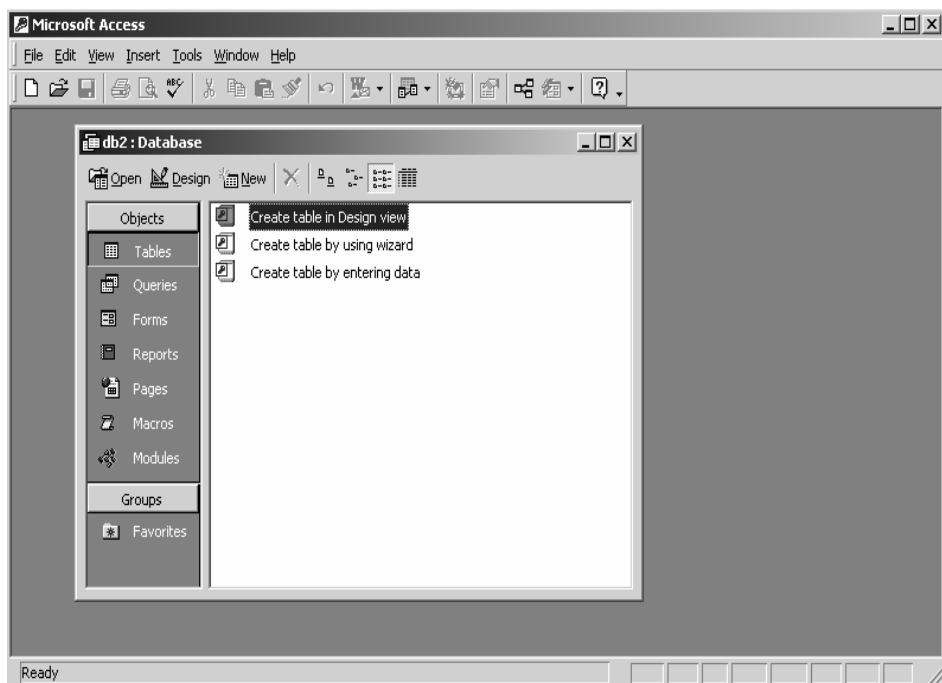 Microsoft Access
File Edit View Insert Tools Window Help
db2 : Database
Open Design New
Objects
Tables
Queries
Forms
Reports
Pages
Macros
Modules
Groups
Favorites
Create table in Design view
Create table by using wizard
Create table by entering data
Ready